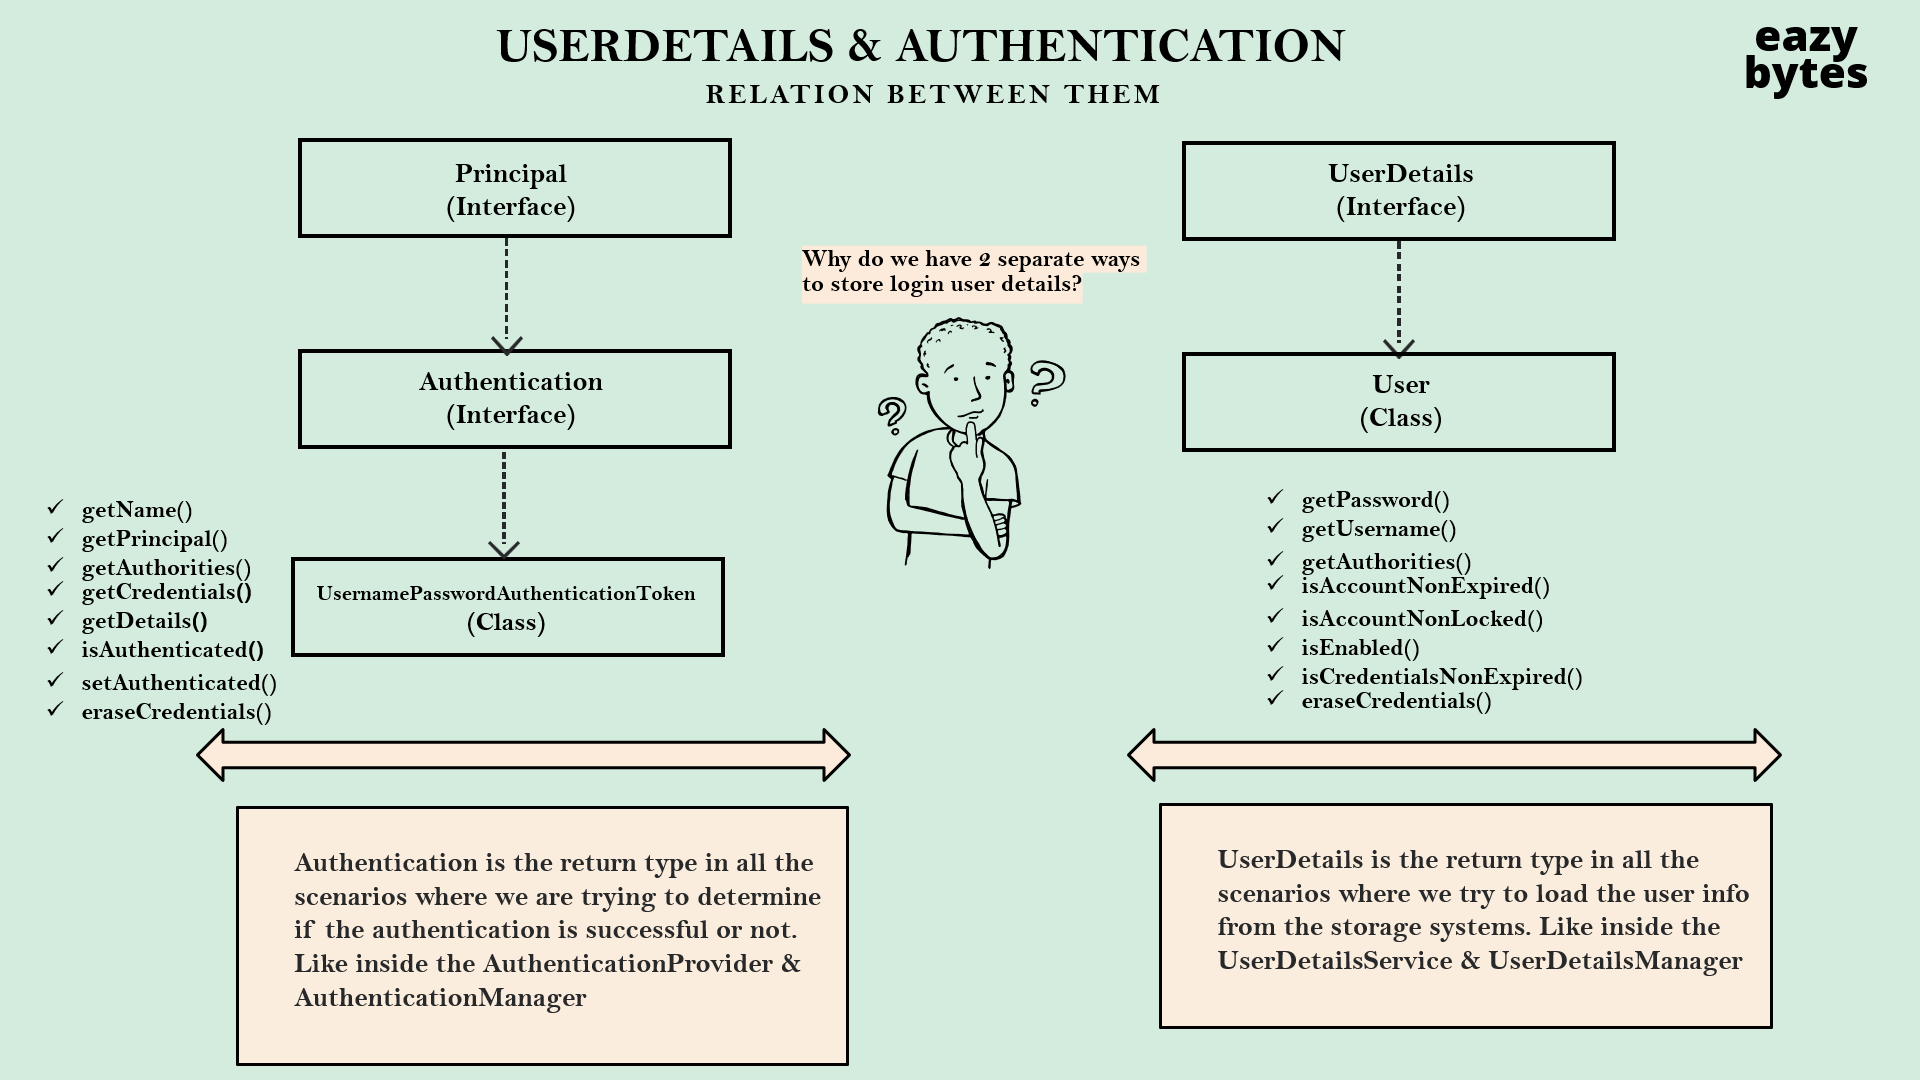 USERDETAILS & AUTHENTICATION
RELATION BETWEEN THEM
eazy
bytes
Principal
(Interface)
Authentication
(Interface)
UsernamePasswordAuthenticationToken
(Class)
✓ getName()
✓ getPrincipal()
✓ getAuthorities()
✓ getCredentials()
✓ getDetails()
✓ isAuthenticated()
✓ setAuthenticated()
✓ eraseCredentials()
Why do we have 2 separate ways
to store login user details?
?
?
UserDetails
(Interface)
User
(Class)
✓ getPassword()
✓ getUsername()
✓ getAuthorities()
✓ isAccountNonExpired()
✓ isAccountNonLocked()
✓ isEnabled()
✓ isCredentialsNonExpired()
✓ eraseCredentials()
Authentication is the return type in all the
scenarios where we are trying to determine
if the authentication is successful or not.
Like inside the AuthenticationProvider &
AuthenticationManager
UserDetails is the return type in all the
scenarios where we try to load the user info
from the storage systems. Like inside the
UserDetailsService & UserDetailsManager